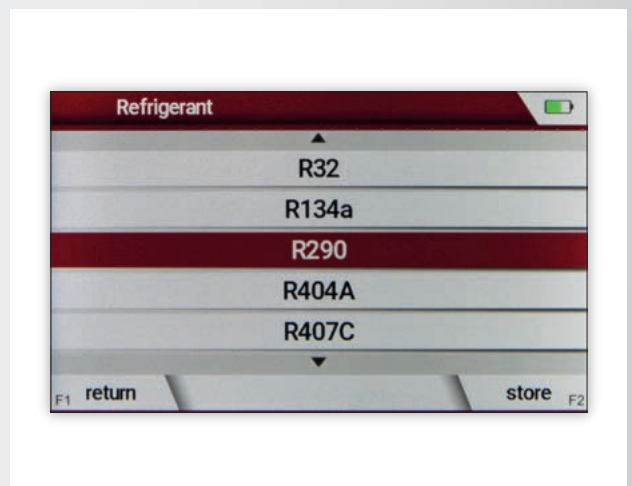 Refrigerant
R32
R134a
R290
R404A
R407C
F1 return store F2